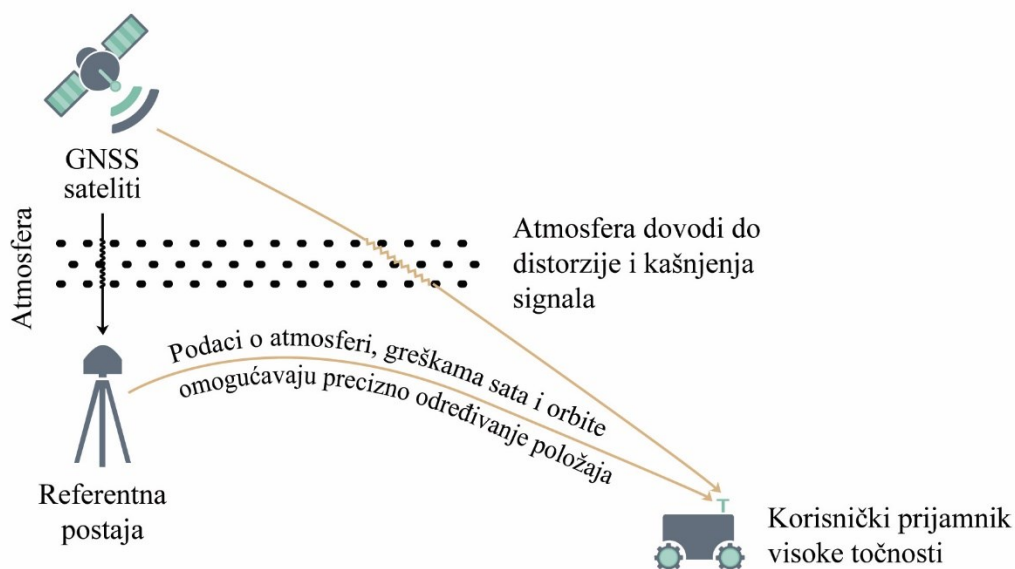 GNSS
sateliti
Atmosfera
Atmosfera dovodi do
distorzije i kašnjenja
signala
Podaci o atmosferi, greškama sata i orbite
omogućavaju precizno određivanje položaja
Referentna
postaja
Korisnički prijamnik
visoke točnosti